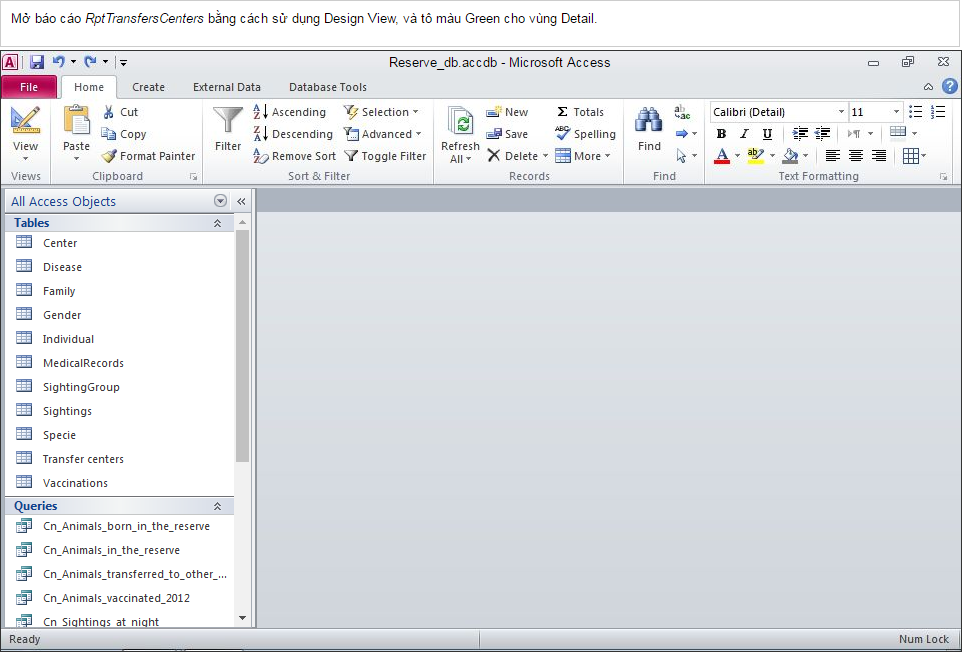 Mở báo cáo RptTransfersCenters bằng cách sử dụng Design View, và tô màu Green cho vùng Detail.
Reserve_db.accdb - Microsoft Access
File Home Create External Data Database Tools
View
Views
Paste
Cut
Copy
Format Painter
Clipboard
Filter
Ascending
Descending
Remove Sort
Selection
Advanced
Toggle Filter
Sort & Filter
Refresh
All
New
Save
Delete
Totals
Spelling
More
Records
Find
Find
Calibri (Detail) 11
B I U
Text Formatting
All Access Objects
Tables
Center
Disease
Family
Gender
Individual
MedicalRecords
SightingGroup
Sightings
Specie
Transfer centers
Vaccinations
Queries
Cn_Animals_born_in_the_reserve
Cn_Animals_in_the_reserve
Cn_Animals_transferred_to_other_...
Cn_Animals_vaccinated_2012
Cn_Sightings_at_night
Ready Num Lock